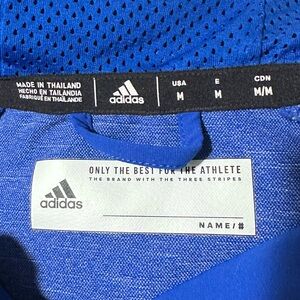 MADE IN THAILAND
HECHO EN TAILANDIA
FABRIQUÉ EN THAÏLANDE
adidas
USA
M
E
M
CDN
M/M
adidas
ONLY THE BEST FOR THE ATHLETE
THE BRAND WITH THE THREE STRIPES
NAME/#